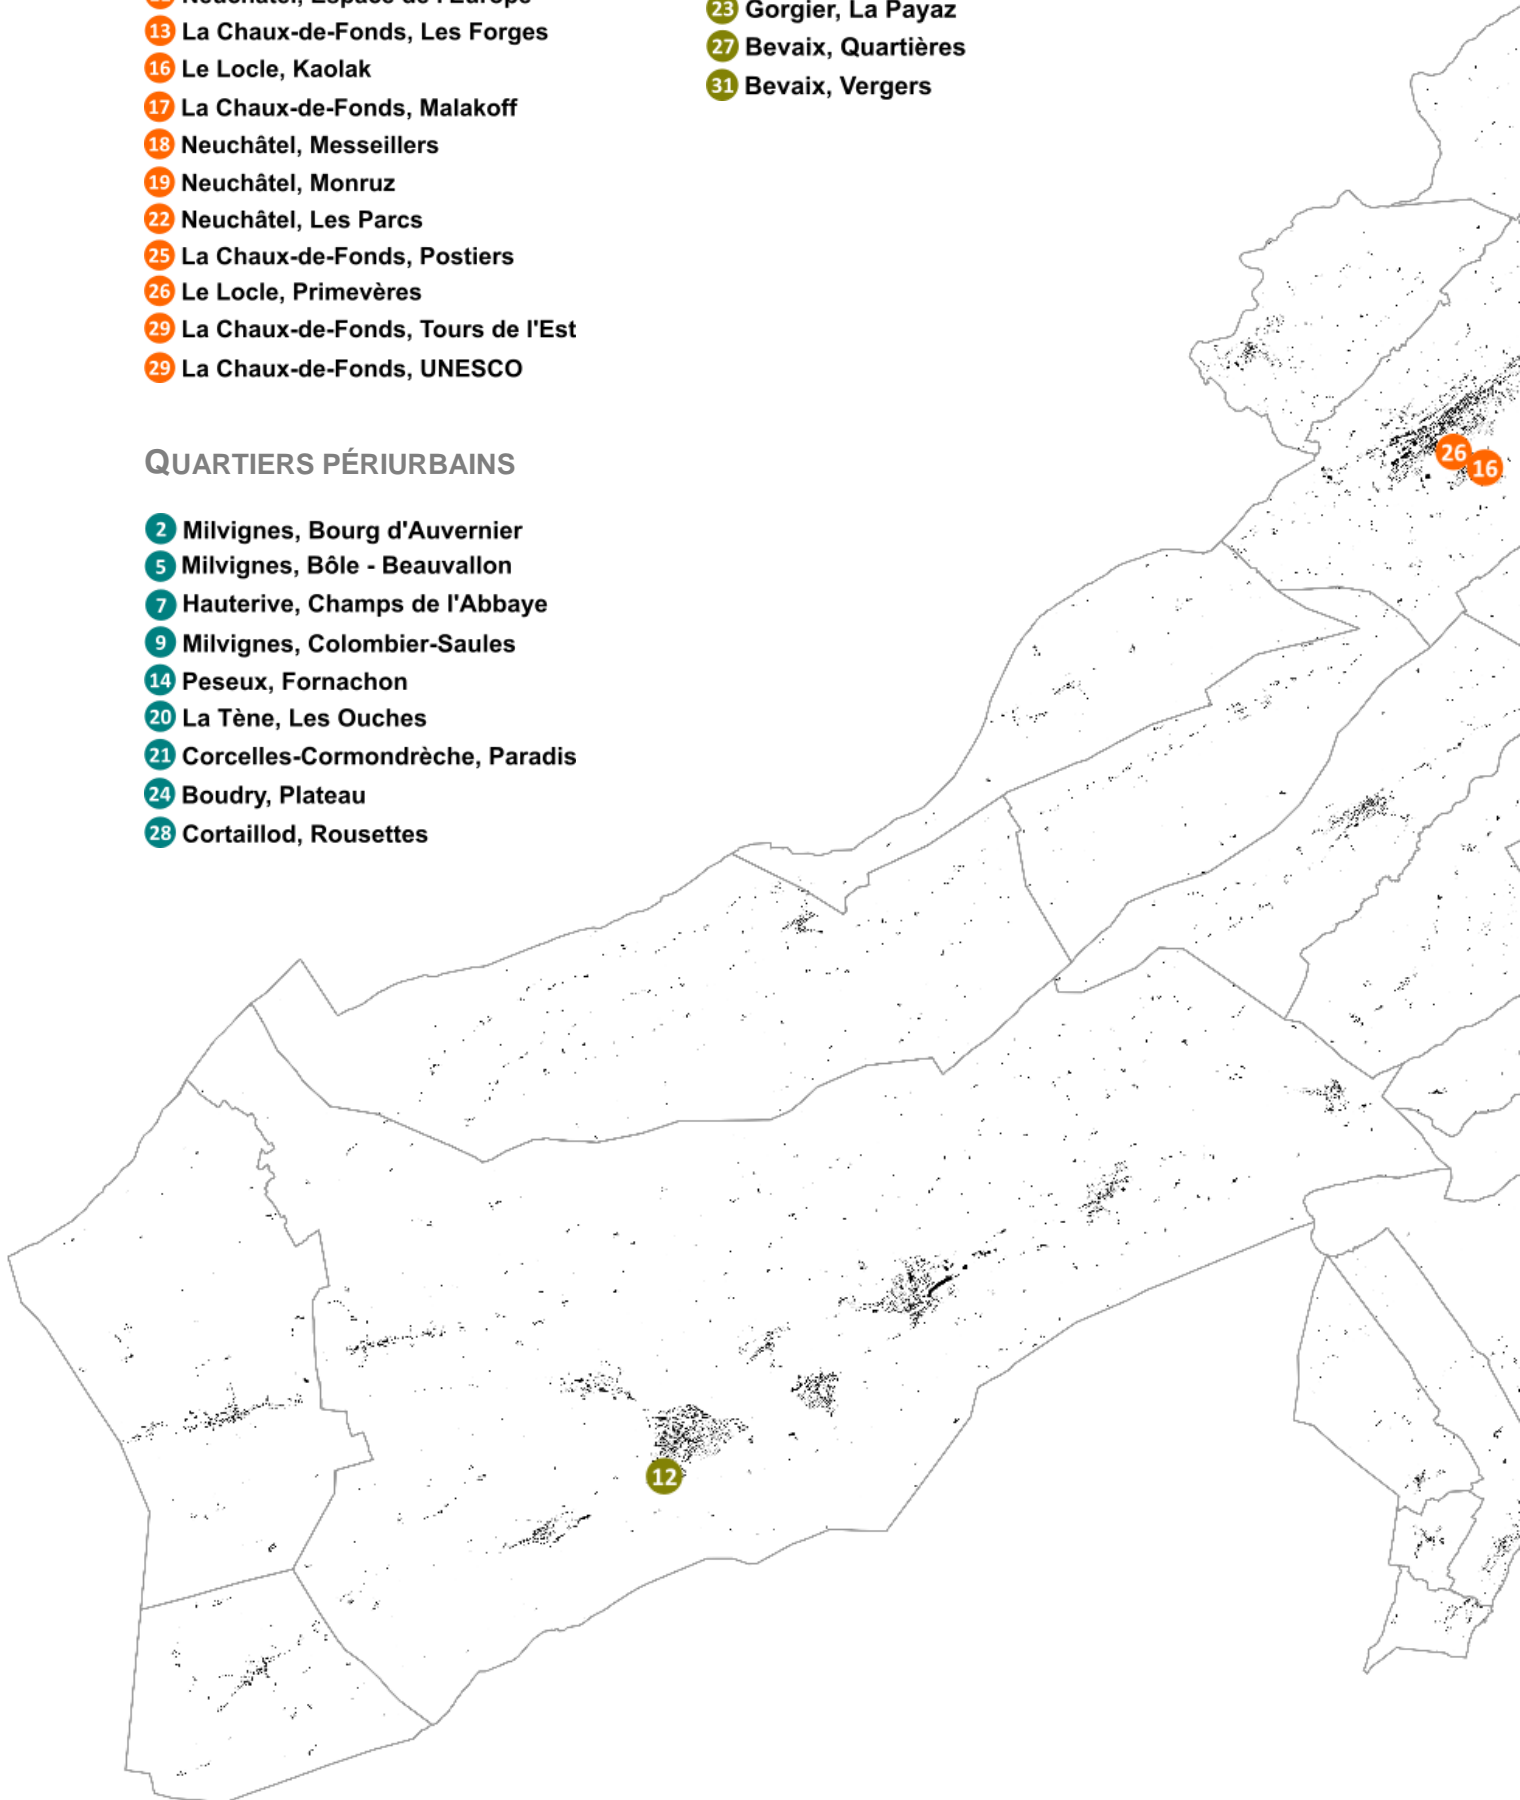 Neuchâtel, Espace de l'Europe
13 La Chaux-de-Fonds, Les Forges
16 Le Locle, Kaolak
17 La Chaux-de-Fonds, Malakoff
18 Neuchâtel, Messeillers
19 Neuchâtel, Monruz
22 Neuchâtel, Les Parcs
25 La Chaux-de-Fonds, Postiers
26 Le Locle, Primevères
29 La Chaux-de-Fonds, Tours de l'Est
29 La Chaux-de-Fonds, UNESCO
23 Gorgier, La Payaz
27 Bevaix, Quartières
31 Bevaix, Vergers
QUARTIERS PÉRIURBAINS
2 Milvignes, Bourg d'Auvernier
5 Milvignes, Bôle - Beauvallon
7 Hauterive, Champs de l'Abbaye
9 Milvignes, Colombier-Saules
14 Peseux, Fornachon
20 La Tène, Les Ouches
21 Corcelles-Cormondrèche, Paradis
24 Boudry, Plateau
28 Cortaillod, Rousettes
26
16
12